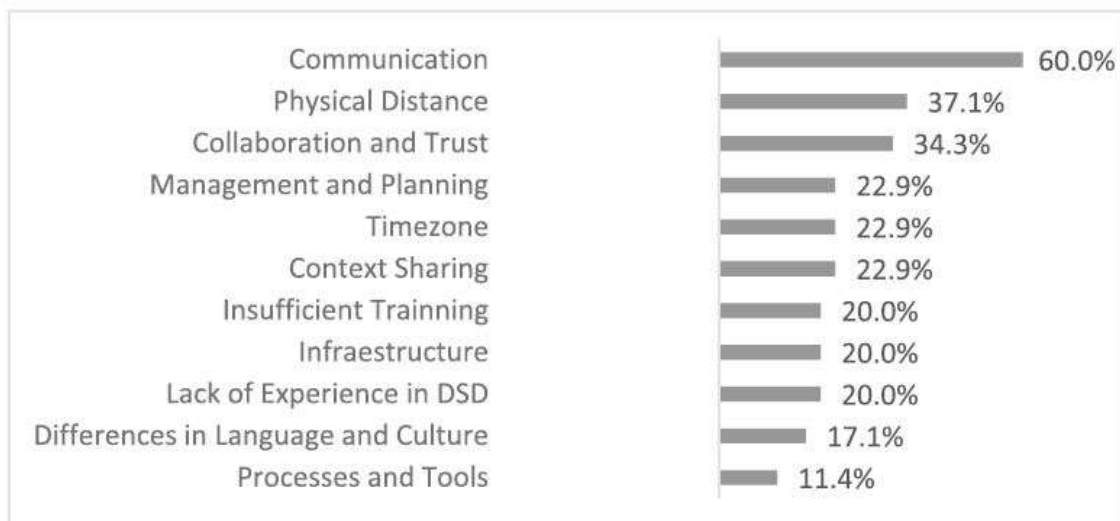 Communication 60.0%
Physical Distance 37.1%
Collaboration and Trust 34.3%
Management and Planning 22.9%
Timezone 22.9%
Context Sharing 22.9%
Insufficient Trainning 20.0%
Infraestructure 20.0%
Lack of Experience in DSD 20.0%
Differences in Language and Culture 17.1%
Processes and Tools 11.4%